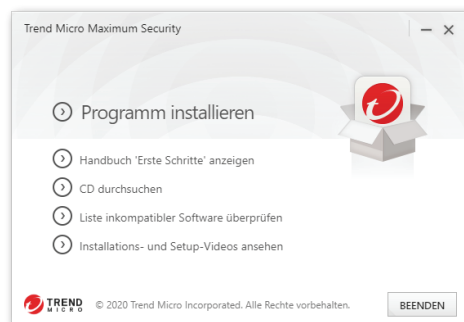 Trend Micro Maximum Security
Programm installieren
Handbuch 'Erste Schritte' anzeigen
CD durchsuchen
Liste inkompatibler Software überprüfen
Installations- und Setup-Videos ansehen
TREND
MICRO
© 2020 Trend Micro Incorporated. Alle Rechte vorbehalten.
BEENDEN